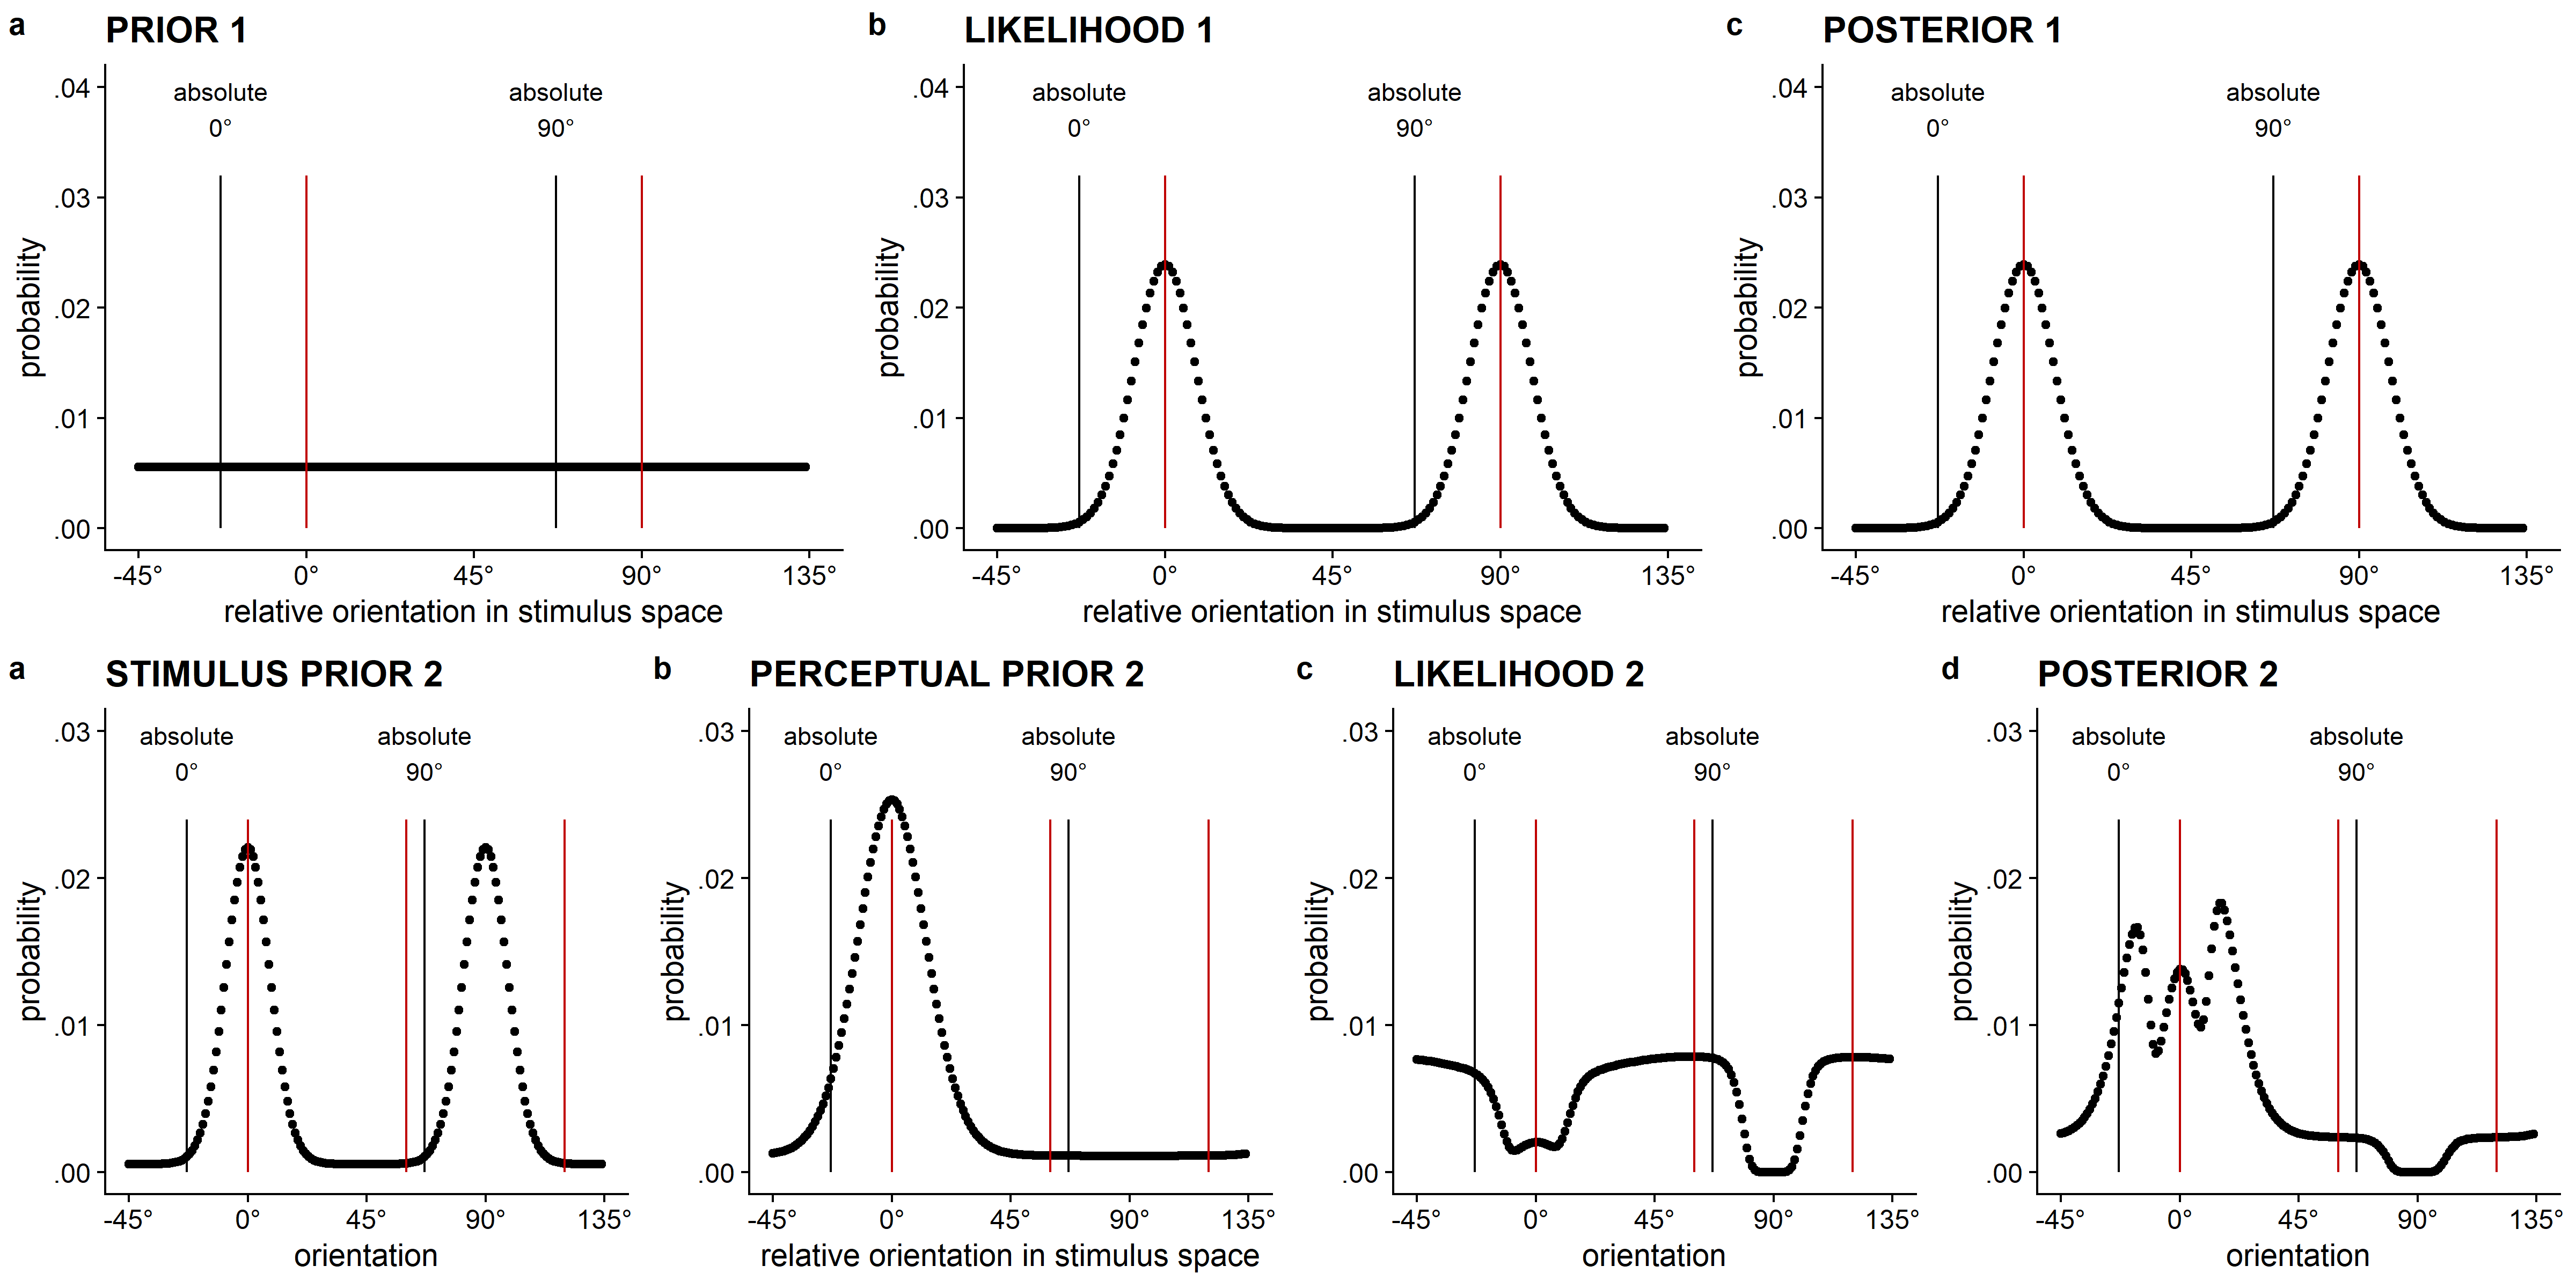 a PRIOR 1
.04
.03
.02
.01
.00
absolute absolute
0° 90°
probability
-45° 0° 45° 90° 135°
relative orientation in stimulus space
b LIKELIHOOD 1
.04
.03
.02
.01
.00
absolute absolute
0° 90°
probability
-45° 0° 45° 90° 135°
relative orientation in stimulus space
c POSTERIOR 1
.04
.03
.02
.01
.00
absolute absolute
0° 90°
probability
-45° 0° 45° 90° 135°
relative orientation in stimulus space
a STIMULUS PRIOR 2
.03
.02
.01
.00
absolute absolute
0° 90°
probability
-45° 0° 45° 90° 135°
orientation
b PERCEPTUAL PRIOR 2
.03
.02
.01
.00
absolute absolute
0° 90°
probability
-45° 0° 45° 90° 135°
relative orientation in stimulus space
c LIKELIHOOD 2
.03
.02
.01
.00
absolute absolute
0° 90°
probability
-45° 0° 45° 90° 135°
orientation
d POSTERIOR 2
.03
.02
.01
.00
absolute absolute
0° 90°
probability
-45° 0° 45° 90° 135°
orientation